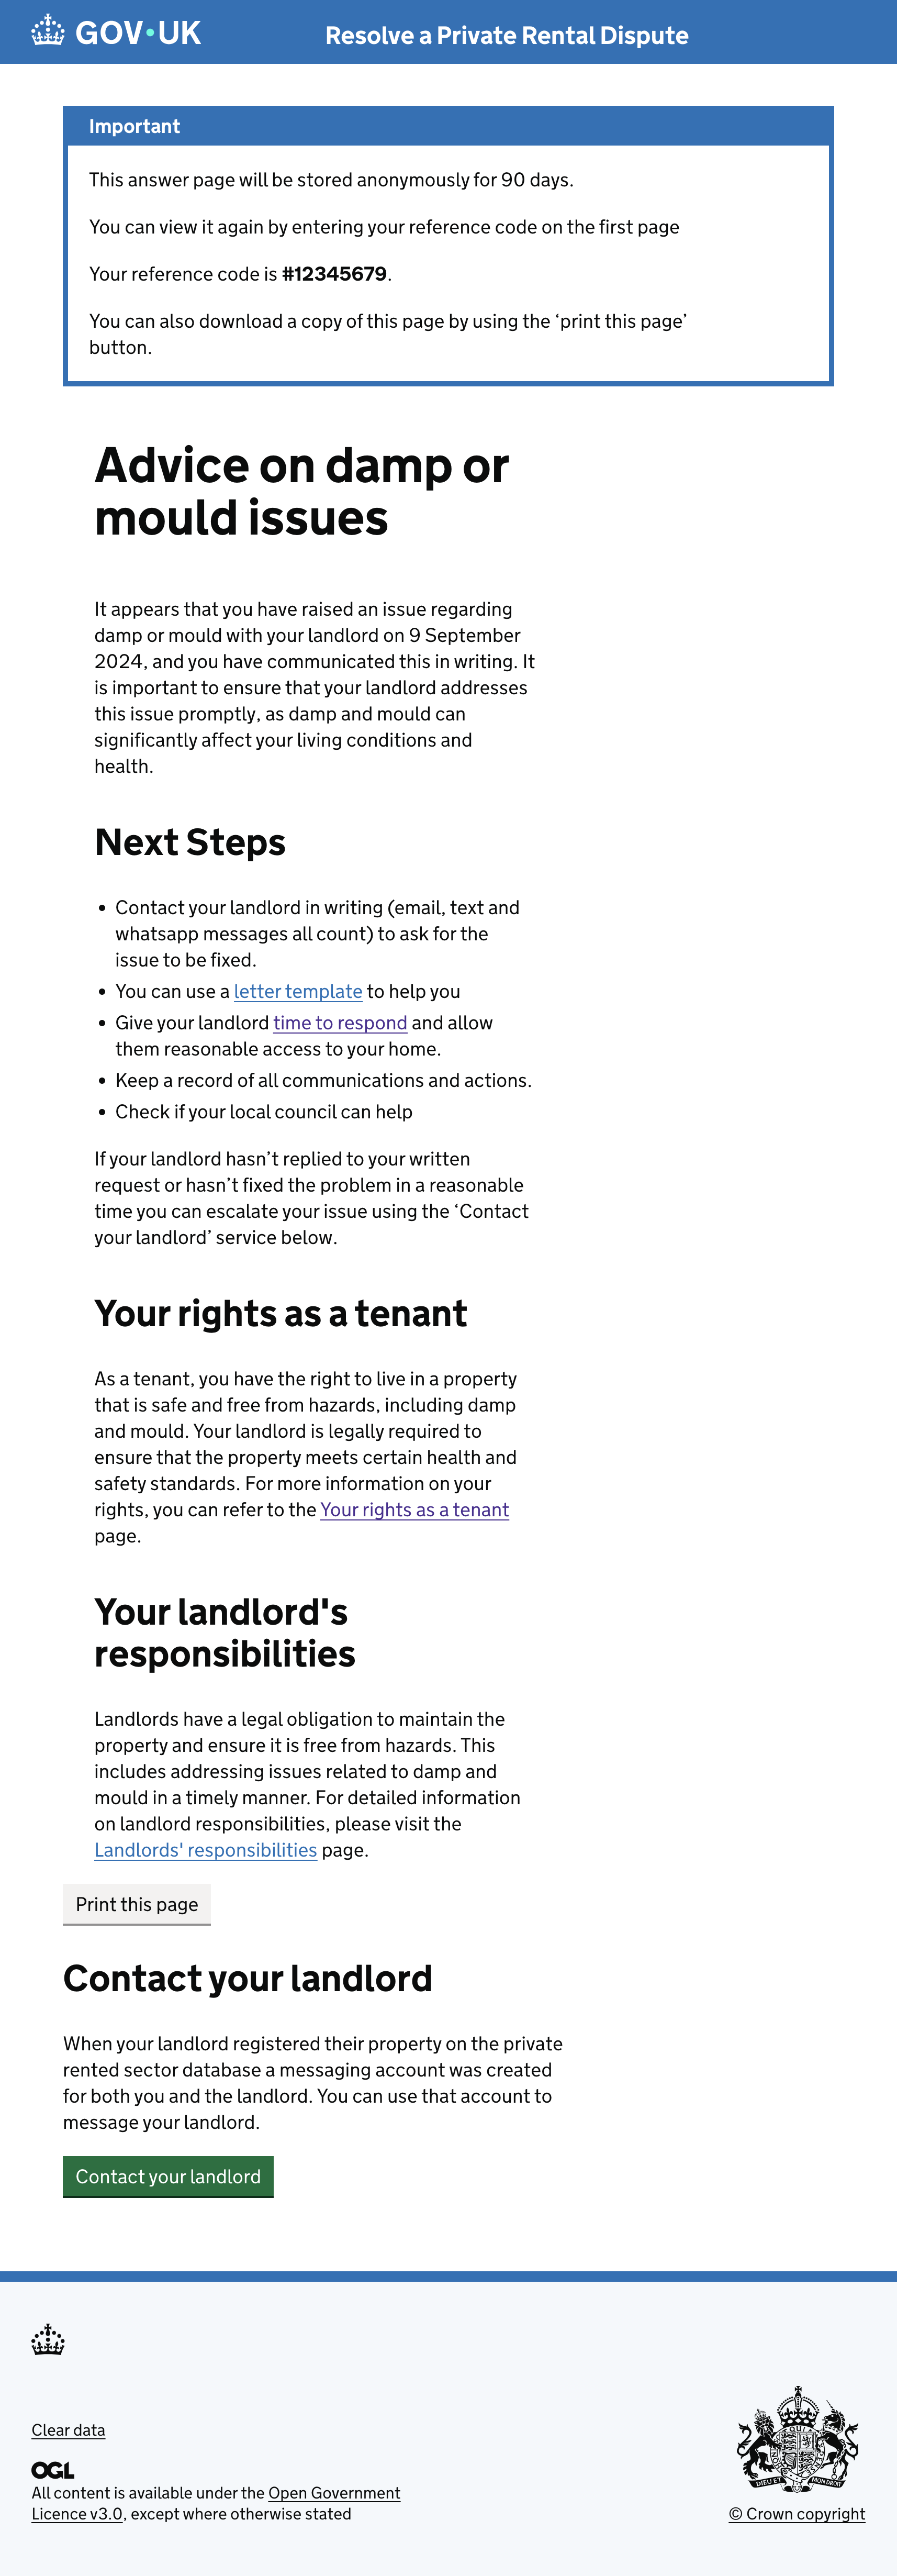 GOV•UK
Resolve a Private Rental Dispute
Important
This answer page will be stored anonymously for 90 days.
You can view it again by entering your reference code on the first page
Your reference code is #12345679.
You can also download a copy of this page by using the ‘print this page’
button.
Advice on damp or
mould issues
It appears that you have raised an issue regarding
damp or mould with your landlord on 9 September
2024, and you have communicated this in writing. It
is important to ensure that your landlord addresses
this issue promptly, as damp and mould can
significantly affect your living conditions and
health.
Next Steps
• Contact your landlord in writing (email, text and
whatsapp messages all count) to ask for the
issue to be fixed.
• You can use a letter template to help you
• Give your landlord time to respond and allow
them reasonable access to your home.
• Keep a record of all communications and actions.
• Check if your local council can help
If your landlord hasn’t replied to your written
request or hasn’t fixed the problem in a reasonable
time you can escalate your issue using the ‘Contact
your landlord’ service below.
Your rights as a tenant
As a tenant, you have the right to live in a property
that is safe and free from hazards, including damp
and mould. Your landlord is legally required to
ensure that the property meets certain health and
safety standards. For more information on your
rights, you can refer to the Your rights as a tenant
page.
Your landlord's
responsibilities
Landlords have a legal obligation to maintain the
property and ensure it is free from hazards. This
includes addressing issues related to damp and
mould in a timely manner. For detailed information
on landlord responsibilities, please visit the
Landlords' responsibilities page.
Print this page
Contact your landlord
When your landlord registered their property on the private
rented sector database a messaging account was created
for both you and the landlord. You can use that account to
message your landlord.
Contact your landlord
Clear data
OGL
All content is available under the Open Government
Licence v3.0, except where otherwise stated
DIEU ET MON DROIT
© Crown copyright